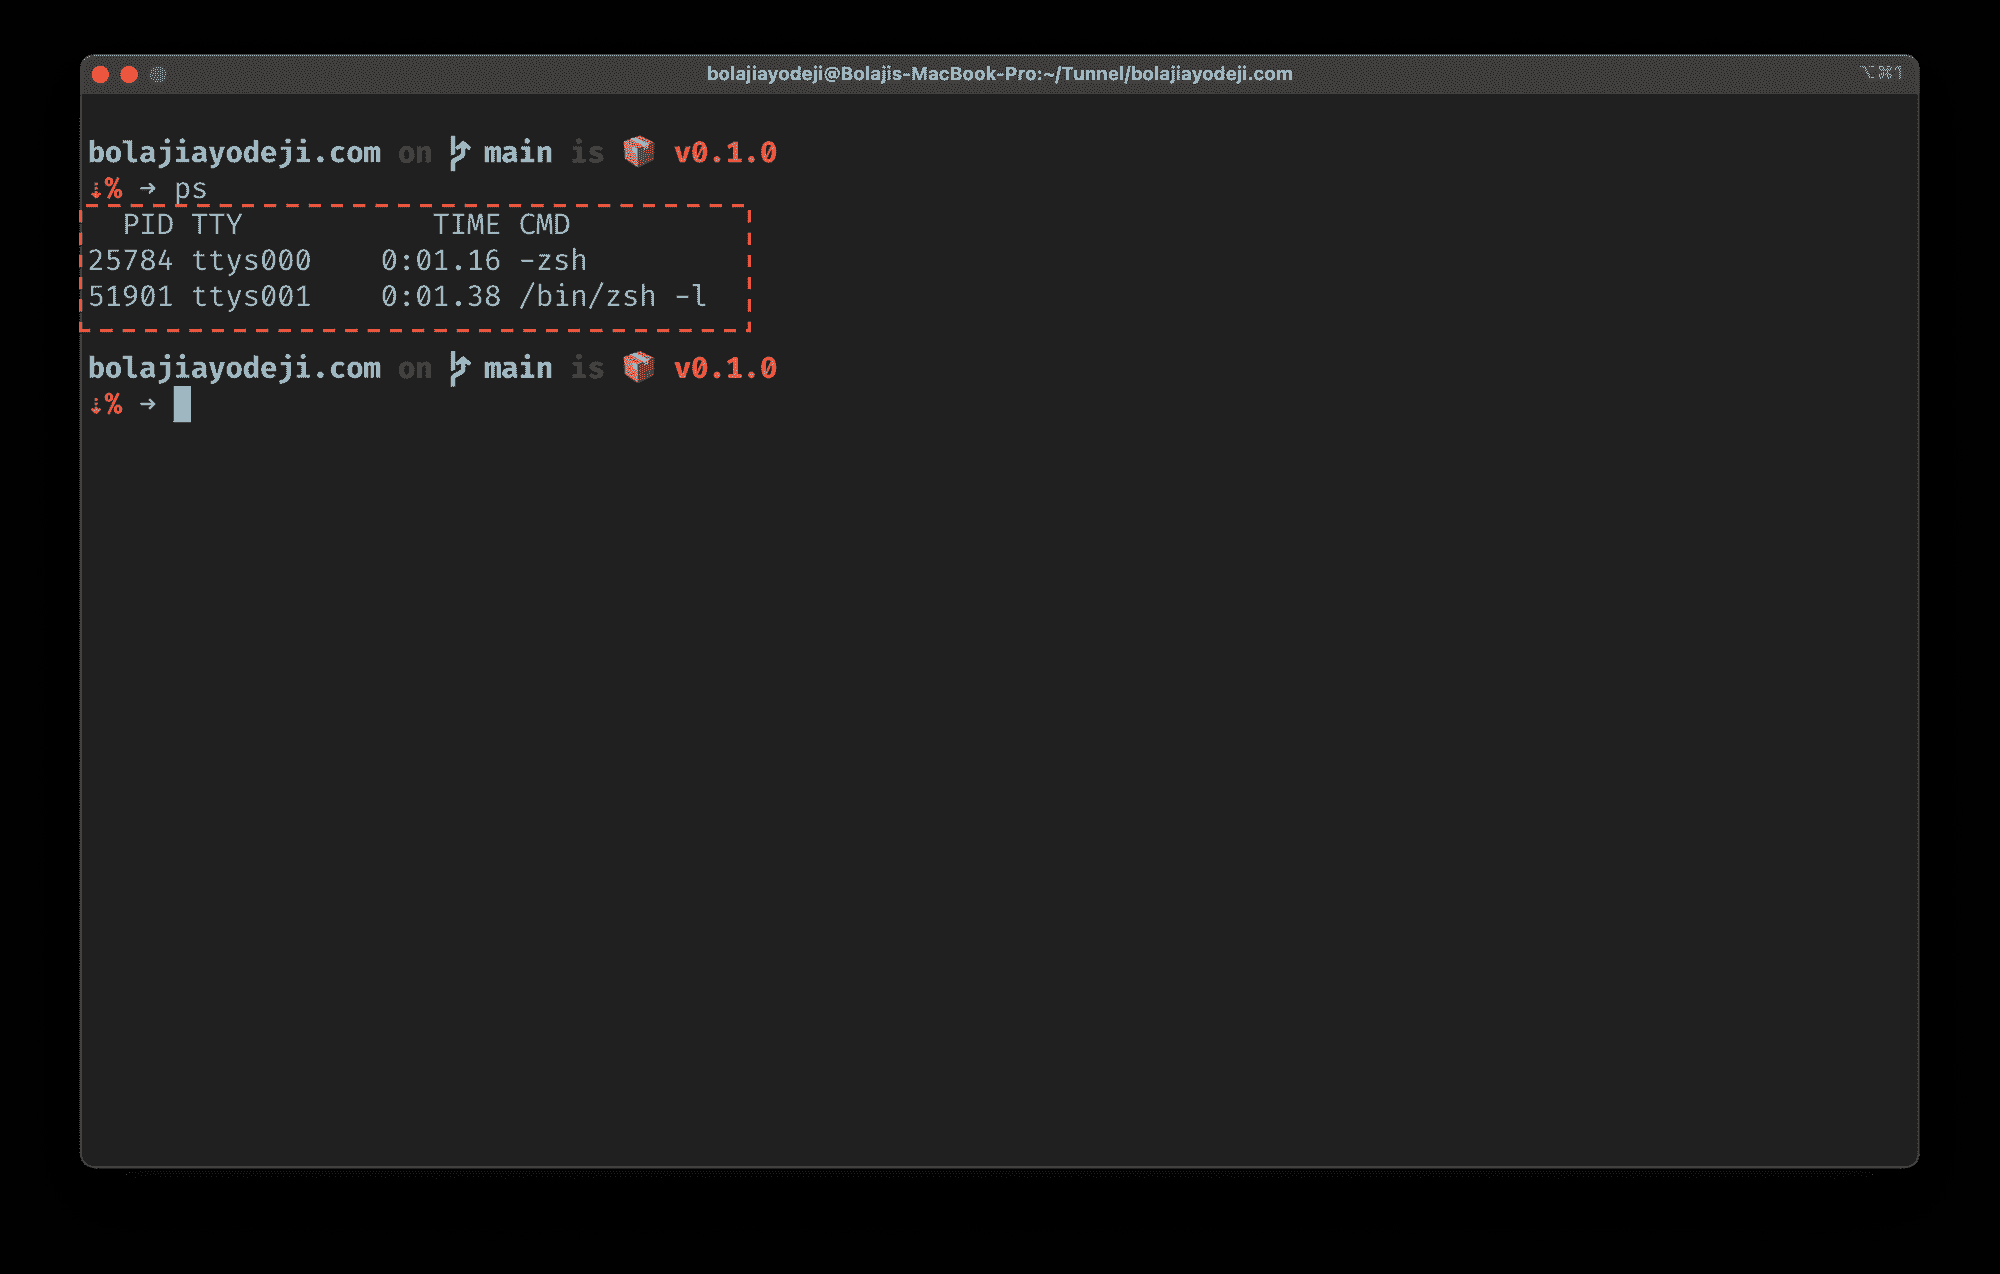 bolajiayodeji@Bolajis-MacBook-Pro:~/Tunnel/bolajiayodeji.com
⌥⌘1
bolajiayodeji.com on main is 📦 v0.1.0
⇣% → ps
  PID TTY           TIME CMD
25784 ttys000    0:01.16 -zsh
51901 ttys001    0:01.38 /bin/zsh -l
bolajiayodeji.com on main is 📦 v0.1.0
⇣% →